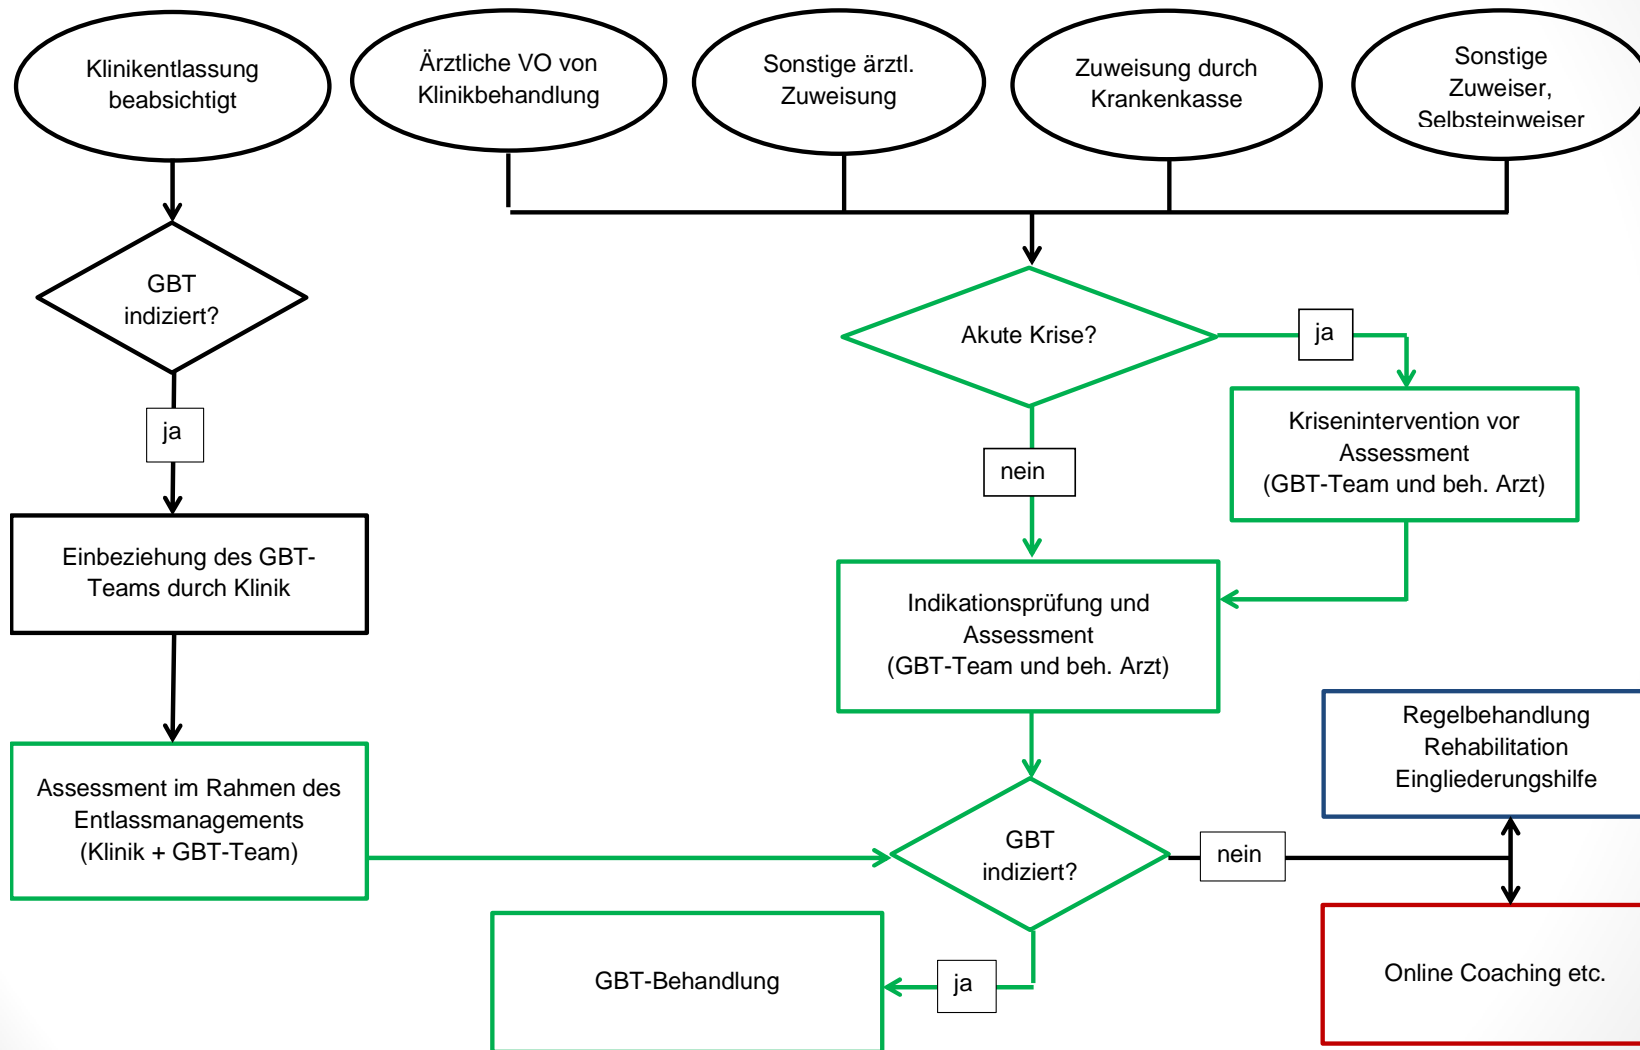 Klinikentlassung
beabsichtigt
Ärztliche VO von
Klinikbehandlung
Sonstige ärztl.
Zuweisung
Zuweisung durch
Krankenkasse
Sonstige
Zuweiser,
Selbsteinweiser
GBT
indiziert?
Akute Krise?
ja
ja
Krisenintervention vor
Assessment
(GBT-Team und beh. Arzt)
nein
Einbeziehung des GBT-
Teams durch Klinik
Indikationsprüfung und
Assessment
(GBT-Team und beh. Arzt)
Regelbehandlung
Rehabilitation
Eingliederungshilfe
Assessment im Rahmen des
Entlassmanagements
(Klinik + GBT-Team)
GBT
indiziert?
nein
GBT-Behandlung
ja
Online Coaching etc.